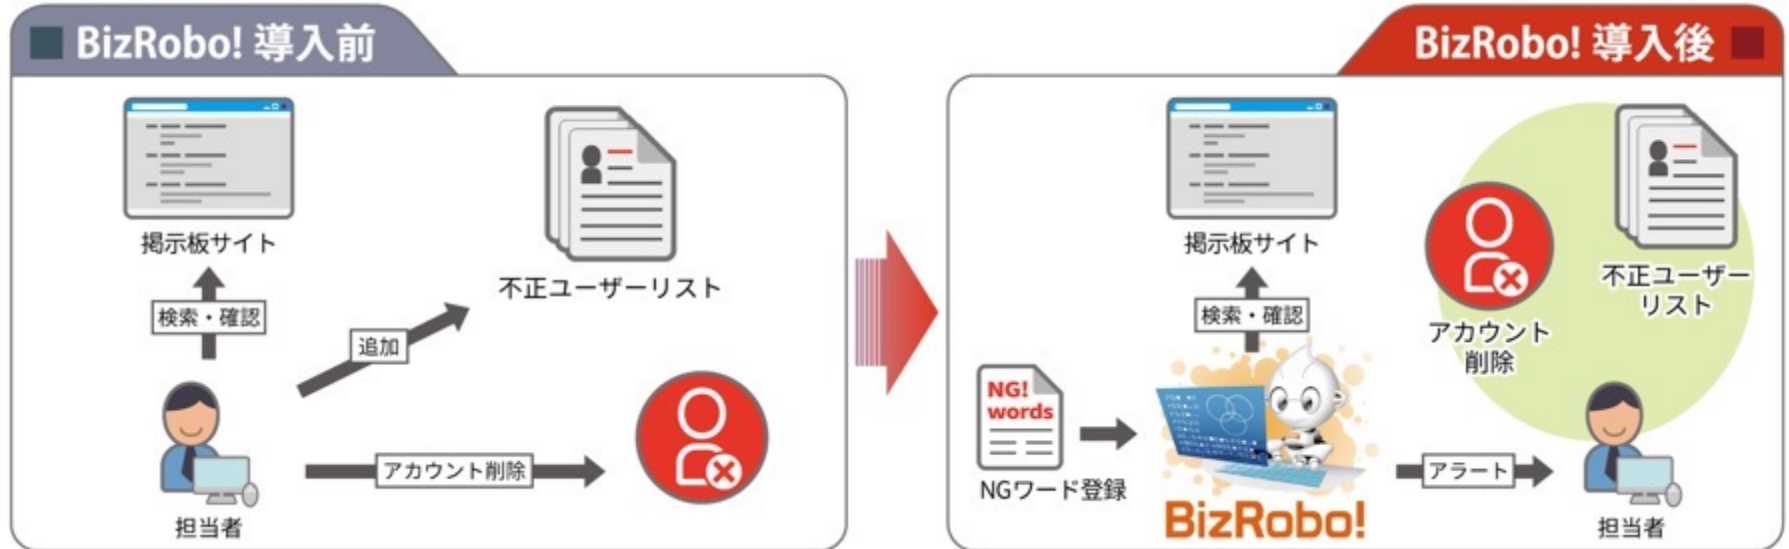 BizRobo! 導入前
掲示板サイト
検索・確認
不正ユーザーリスト
追加
アカウント削除
担当者
BizRobo! 導入後
掲示板サイト
検索・確認
NG!
words
NGワード登録
BizRobo!
アラート
アカウント
削除
不正ユーザー
リスト
担当者